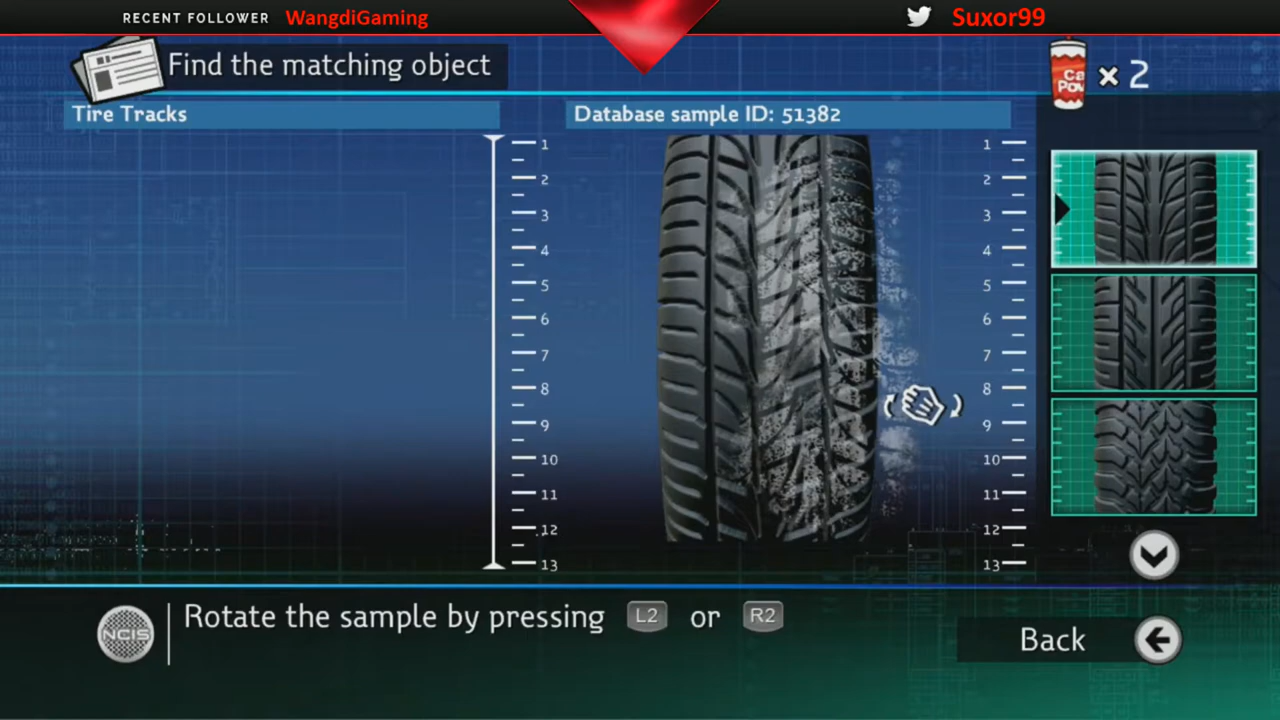 RECENT FOLLOWER WangdiGaming
Suxor99
Find the matching object
Ca
Pow
× 2
Tire Tracks
Database sample ID: 51382
1
2
3
4
5
6
7
8
9
10
11
12
13
1
2
3
4
5
6
7
8
9
10
11
12
13
NCIS
Rotate the sample by pressing L2 or R2
Back